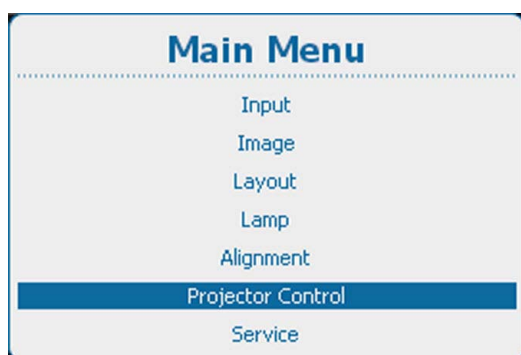 Main Menu
Input
Image
Layout
Lamp
Alignment
Projector Control
Service